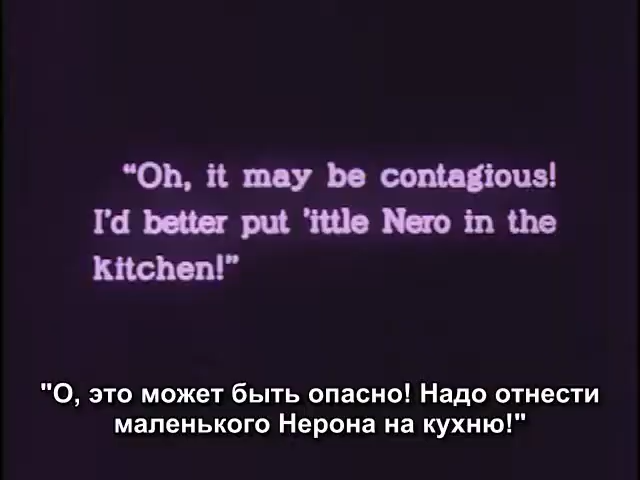 “Oh, it may be contagious!
I’d better put ’ittle Nero in the
kitchen!”
"О, это может быть опасно! Надо отнести
маленького Нерона на кухню!"